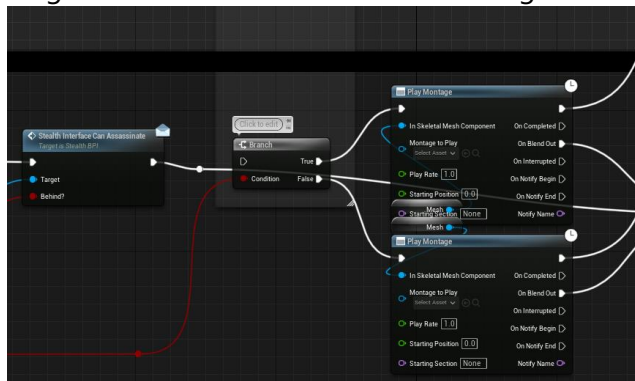 Stealth Interface Can Assassinate
Target is Stealth BPI
Target
Behind?
Click to edit
Branch
True
Condition
False
Play Montage
In Skeletal Mesh Component
On Completed
Montage to Play
Select Asset
On Blend Out
On Interrupted
Play Rate 1.0
On Notify Begin
Starting Position 0.0
On Notify End
Starting Section None
Notify Name
Mesh
Mesh
Play Montage
In Skeletal Mesh Component
On Completed
Montage to Play
Select Asset
On Blend Out
On Interrupted
Play Rate 1.0
On Notify Begin
Starting Position 0.0
On Notify End
Starting Section None
Notify Name